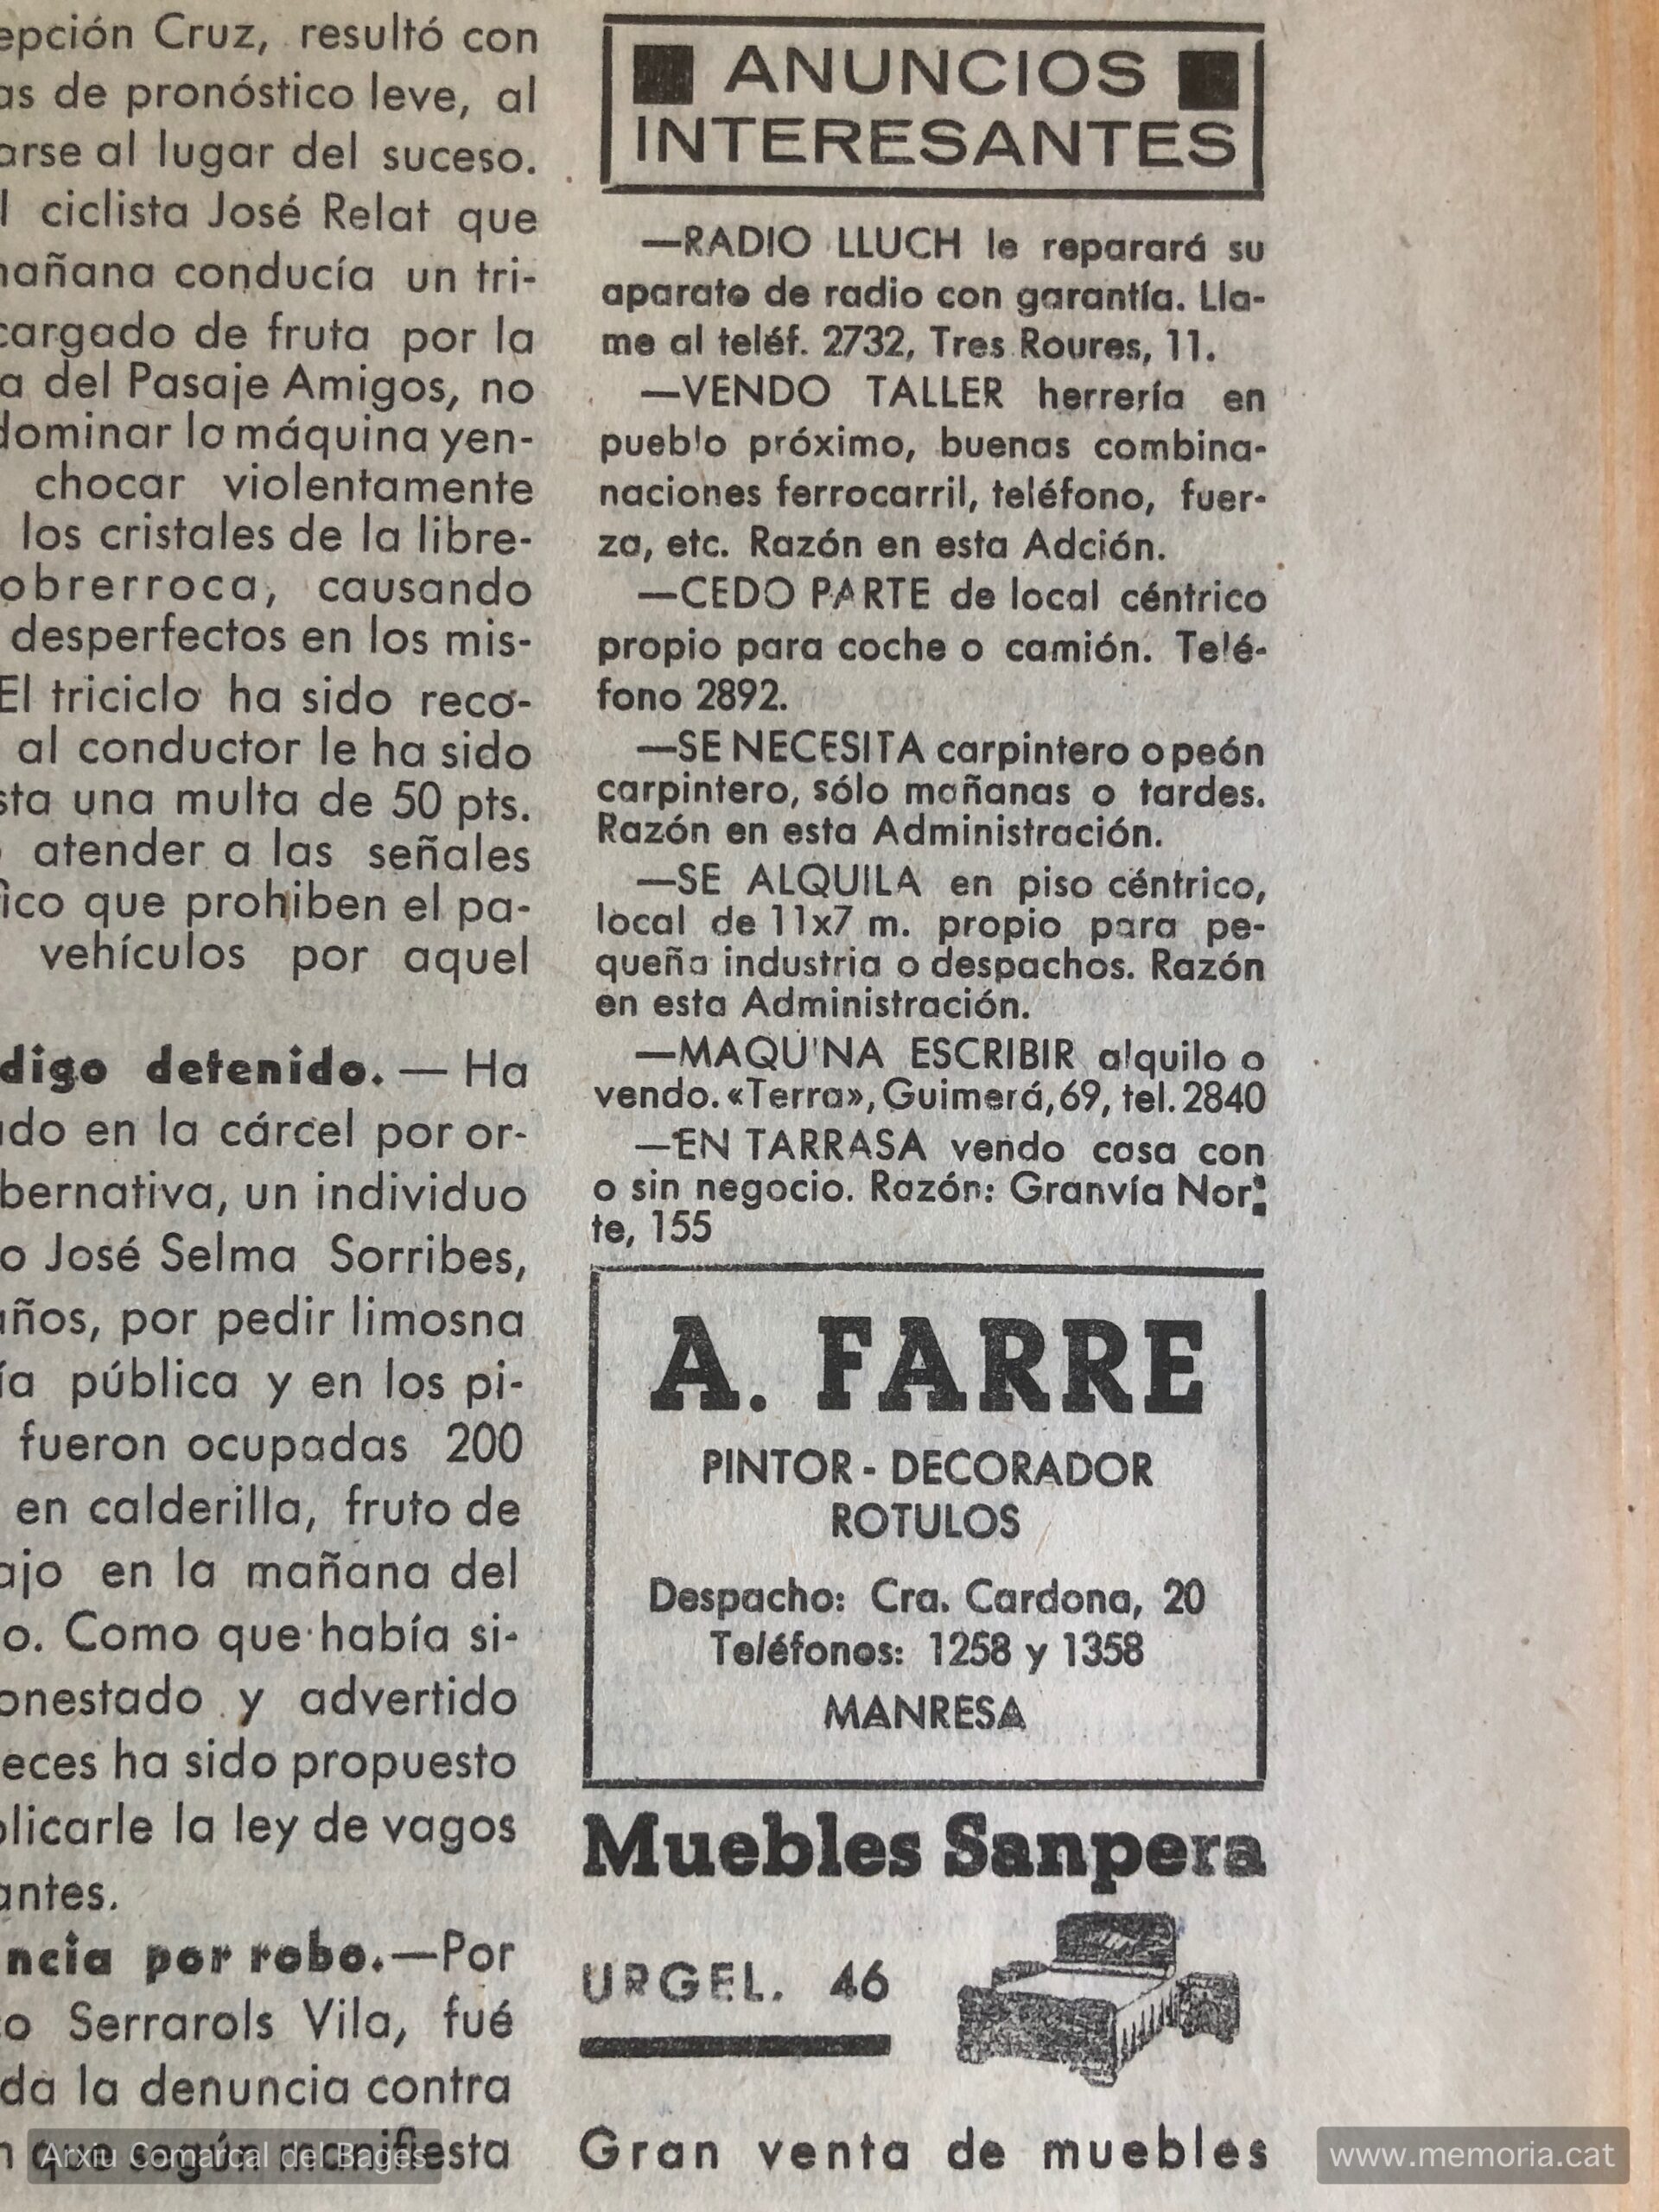 epción Cruz, resultó con
as de pronóstico leve, al
arse al lugar del suceso.
l ciclista José Relat que
mañana conducía un tri-
cargado de fruta por la
a del Pasaje Amigos, no
dominar la máquina yen-
chocar violentamente
los cristales de la libre-
obrerroca, causando
desperfectos en los mis-
El triciclo ha sido reco-
al conductor le ha sido
sta una multa de 50 pts.
atender a las señales
fico que prohiben el pa-
vehículos por aquel
digo detenido.— Ha
ado en la cárcel por or-
bernativa, un individuo
o José Selma Sorribes,
años, por pedir limosna
ía pública y en los pi-
fueron ocupadas 200
en calderilla, fruto de
ajo en la mañana del
o. Como que había si-
onestado y advertido
eces ha sido propuesto
plicarle la ley de vagos
antes.
ncia por robo.—Por
co Serrarols Vila, fué
da la denuncia contra
n que según manifiesta
ANUNCIOS
INTERESANTES
—RADIO LLUCH le reparará su
aparato de radio con garantía. Lla-
me al teléf. 2732, Tres Roures, 11.
—VENDO TALLER herrería en
pueblo próximo, buenas combina-
naciones ferrocarril, teléfono, fuer-
za, etc. Razón en esta Adción.
—CEDO PARTE de local céntrico
propio para coche o camión. Telé-
fono 2892.
—SE NECESITA carpintero o peón
carpintero, sólo mañanas o tardes.
Razón en esta Administración.
—SE ALQUILA en piso céntrico,
local de 11x7 m. propio para pe-
queña industria o despachos. Razón
en esta Administración.
—MAQUINA ESCRIBIR alquilo o
vendo. «Terra», Guimerá, 69, tel. 2840
—EN TARRASA vendo casa con
o sin negocio. Razón: Granvía Nor-
te, 155
A. FARRE
PINTOR - DECORADOR
ROTULOS
Despacho: Cra. Cardona, 20
Teléfonos: 1258 y 1358
MANRESA
Muebles Sanpera
URGEL. 46
Gran venta de muebles
Arxiu Comarcal del Bages
www.memoria.cat